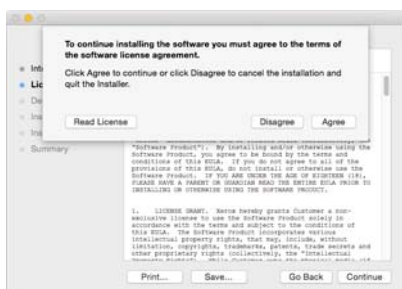 To continue installing the software you must agree to the terms of
the software license agreement.
Click Agree to continue or click Disagree to cancel the installation and
quit the Installer.
Read License
Disagree
Agree
Summary
"Software Product"). By installing and/or otherwise using the
Software Product, you agree to be bound by the terms and
conditions of this EULA. If you do not agree to all of the
provisions of this EULA, do not install or otherwise use the
Software Product. IF YOU ARE UNDER THE AGE OF EIGHTEEN (18),
PLEASE HAVE A PARENT OR GUARDIAN READ THE ENTIRE EULA PRIOR TO
INSTALLING OR OTHERWISE USING THE SOFTWARE PRODUCT.
1. LICENSE GRANT. Xerox hereby grants Customer a non-
exclusive license to use the Software Product solely in
accordance with the terms and subject to the conditions of
this EULA. The Software Product incorporates various
intellectual property rights, that may, include, without
limitation, copyrights, trademarks, patents, trade secrets and
other proprietary rights (collectively, the "Intellectual
Print...
Save...
Go Back
Continue